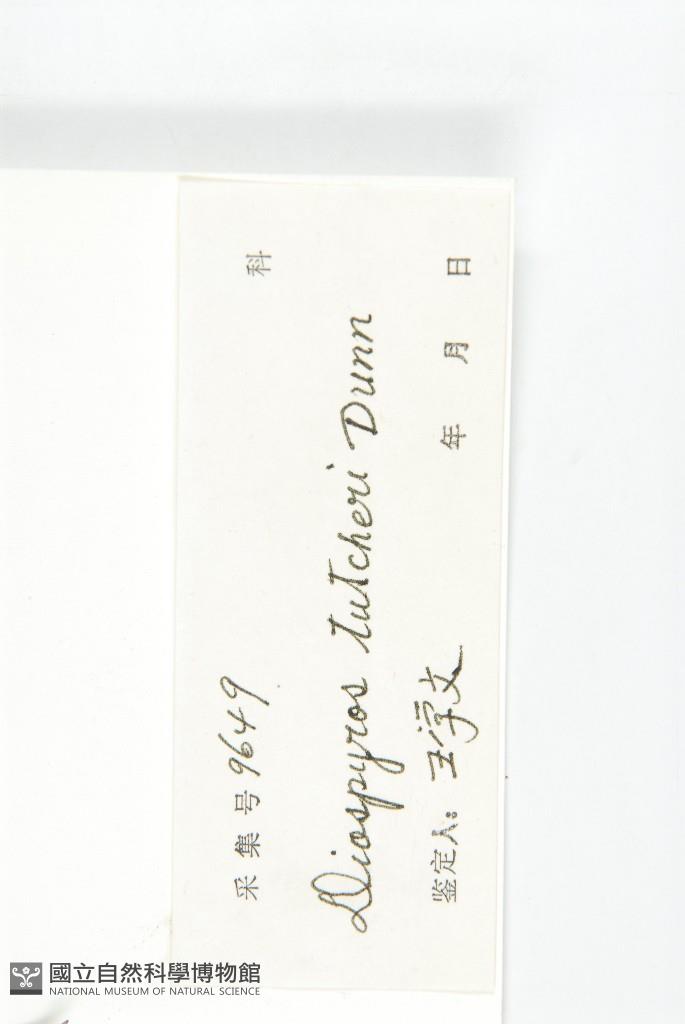 采集号 9649 科
Diospyros tutcheri Dunn
鉴定人: 王学文 年 月 日
國立自然科學博物館
NATIONAL MUSEUM OF NATURAL SCIENCE